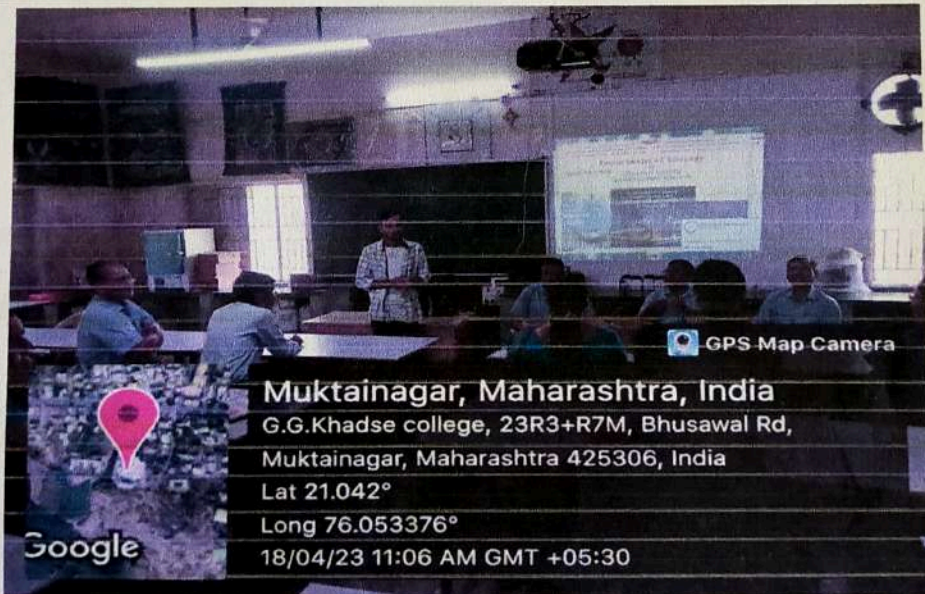 GPS Map Camera
Muktainagar, Maharashtra, India
G.G.Khadse college, 23R3+R7M, Bhusawal Rd,
Muktainagar, Maharashtra 425306, India
Lat 21.042°
Long 76.053376°
18/04/23 11:06 AM GMT +05:30
Google